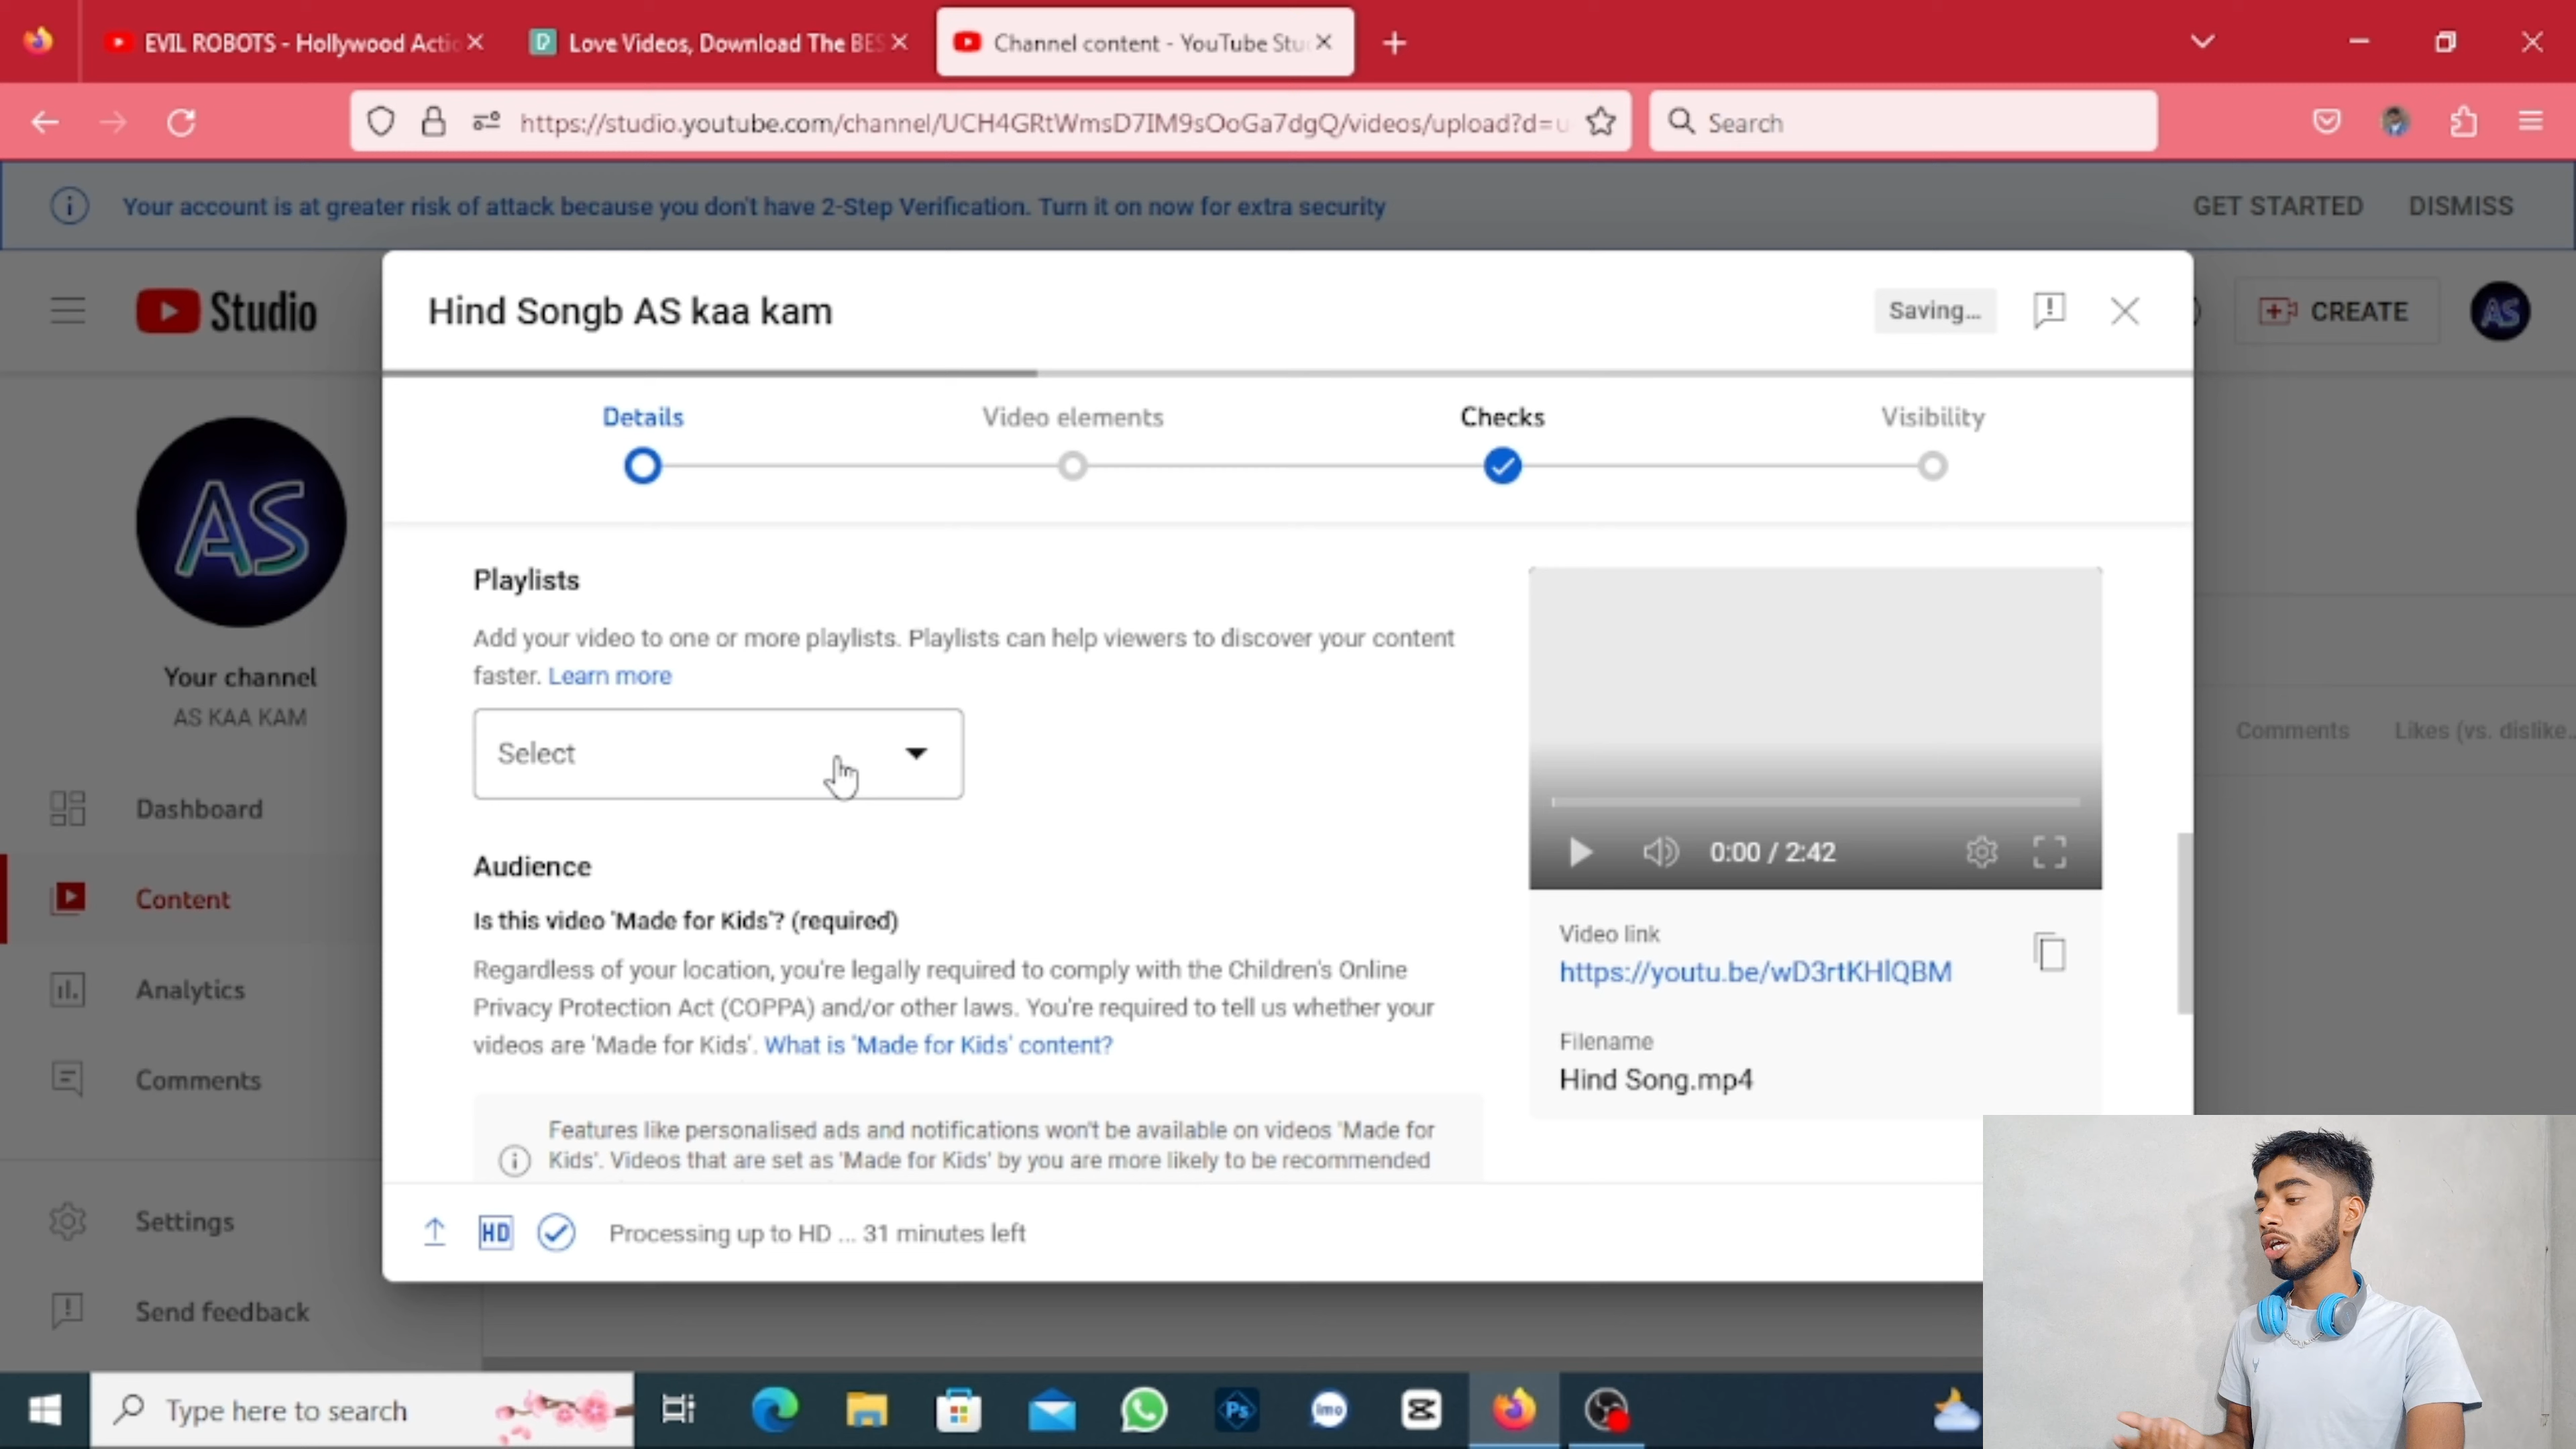 EVIL ROBOTS - Hollywood Actio
Love Videos, Download The BES
Channel content - YouTube Stu
https://studio.youtube.com/channel/UCH4GRtWmsD7IM9sOoGa7dgQ/videos/upload?d=u
Search
Your account is at greater risk of attack because you don't have 2-Step Verification. Turn it on now for extra security
GET STARTED
DISMISS
Studio
CREATE
AS
Hind Songb AS kaa kam
Saving...
Details
Video elements
Checks
Visibility
AS
Your channel
AS KAA KAM
Dashboard
Content
Analytics
Comments
Settings
Send feedback
Playlists
Add your video to one or more playlists. Playlists can help viewers to discover your content
faster. Learn more
Select
Audience
Is this video 'Made for Kids'? (required)
Regardless of your location, you're legally required to comply with the Children's Online
Privacy Protection Act (COPPA) and/or other laws. You're required to tell us whether your
videos are 'Made for Kids'. What is 'Made for Kids' content?
Features like personalised ads and notifications won't be available on videos 'Made for
Kids'. Videos that are set as 'Made for Kids' by you are more likely to be recommended
0:00 / 2:42
Video link
https://youtu.be/wD3rtKHlQBM
Filename
Hind Song.mp4
Comments
Likes (vs. dislike...
HD
Processing up to HD ... 31 minutes left
Type here to search
Ps
imo